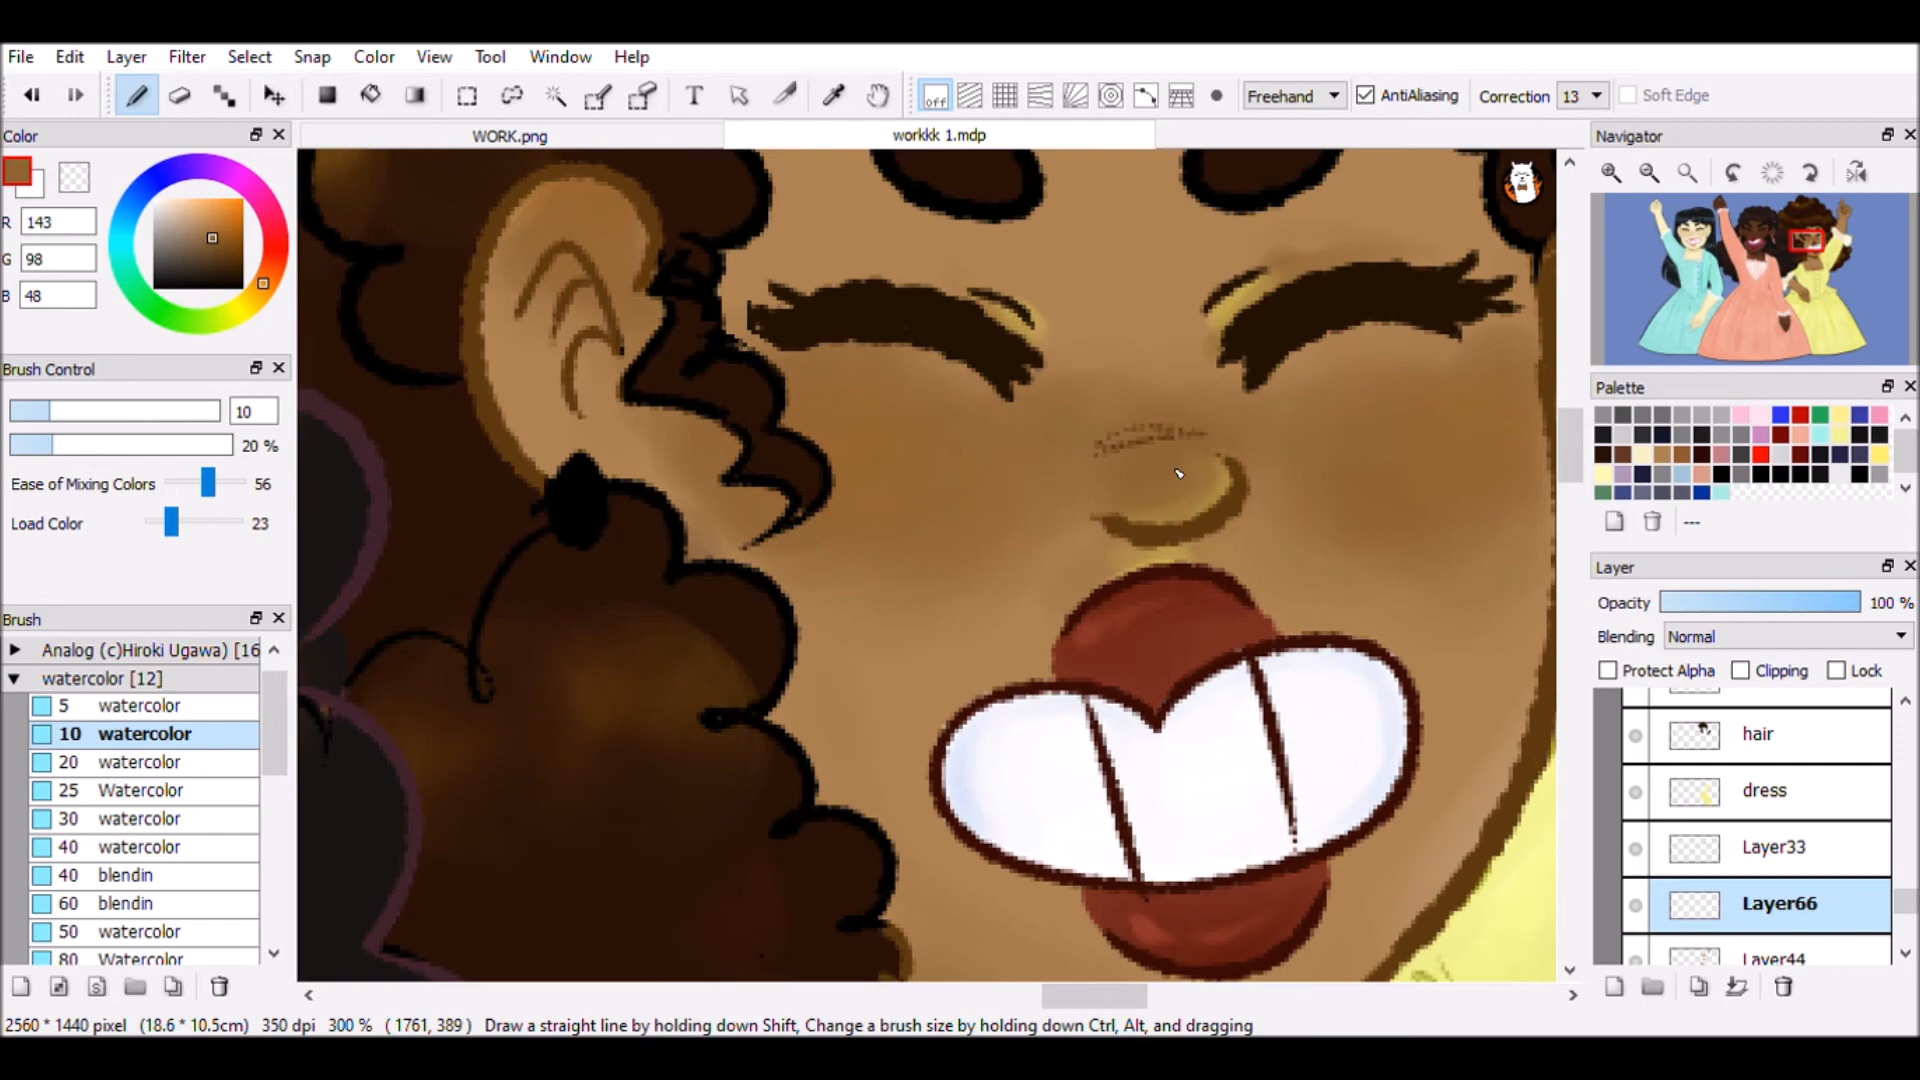 File Edit Layer Filter Select Snap Color View Tool Window Help
off Freehand AntiAliasing Correction 13 Soft Edge
Color
WORK.png
workkk 1.mdp
Navigator
R 143
G 98
B 48
Brush Control
10
20 %
Ease of Mixing Colors 56
Load Color 23
Palette
---
Layer
Opacity 100 %
Blending Normal
Protect Alpha Clipping Lock
hair
dress
Layer33
Layer66
Layer44
Brush
Analog (c)Hiroki Ugawa) [16
watercolor [12]
5 watercolor
10 watercolor
20 watercolor
25 Watercolor
30 watercolor
40 watercolor
40 blendin
60 blendin
50 watercolor
80 Watercolor
2560 * 1440 pixel (18.6 * 10.5cm) 350 dpi 300 % ( 1761, 389 ) Draw a straight line by holding down Shift, Change a brush size by holding down Ctrl, Alt, and dragging